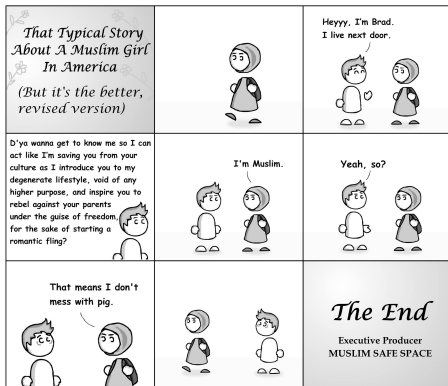 That Typical Story
About A Muslim Girl
In America
(But it's the better,
revised version)
Heyyy, I'm Brad.
I live next door.
D'ya wanna get to know me so I can
act like I'm saving you from your
culture as I introduce you to my
degenerate lifestyle, void of any
higher purpose, and inspire you to
rebel against your parents
under the guise of freedom,
for the sake of starting a
romantic fling?
I'm Muslim.
Yeah, so?
That means I don't
mess with pig.
The End
Executive Producer
MUSLIM SAFE SPACE